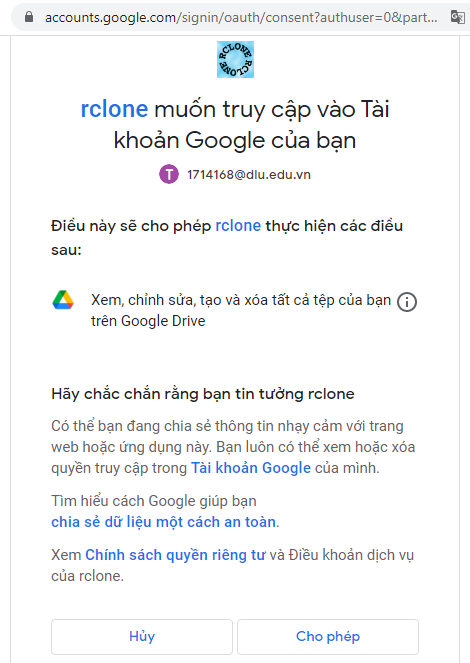 accounts.google.com/signin/oauth/consent?authuser=0&part...
RCLONE RCLONE
rclone muốn truy cập vào Tài
khoản Google của bạn
T 1714168@dlu.edu.vn
Điều này sẽ cho phép rclone thực hiện các điều
sau:
Xem, chỉnh sửa, tạo và xóa tất cả tệp của bạn
trên Google Drive
Hãy chắc chắn rằng bạn tin tưởng rclone
Có thể bạn đang chia sẻ thông tin nhạy cảm với trang
web hoặc ứng dụng này. Bạn luôn có thể xem hoặc xóa
quyền truy cập trong Tài khoản Google của mình.
Tìm hiểu cách Google giúp bạn
chia sẻ dữ liệu một cách an toàn.
Xem Chính sách quyền riêng tư và Điều khoản dịch vụ
của rclone.
Hủy
Cho phép